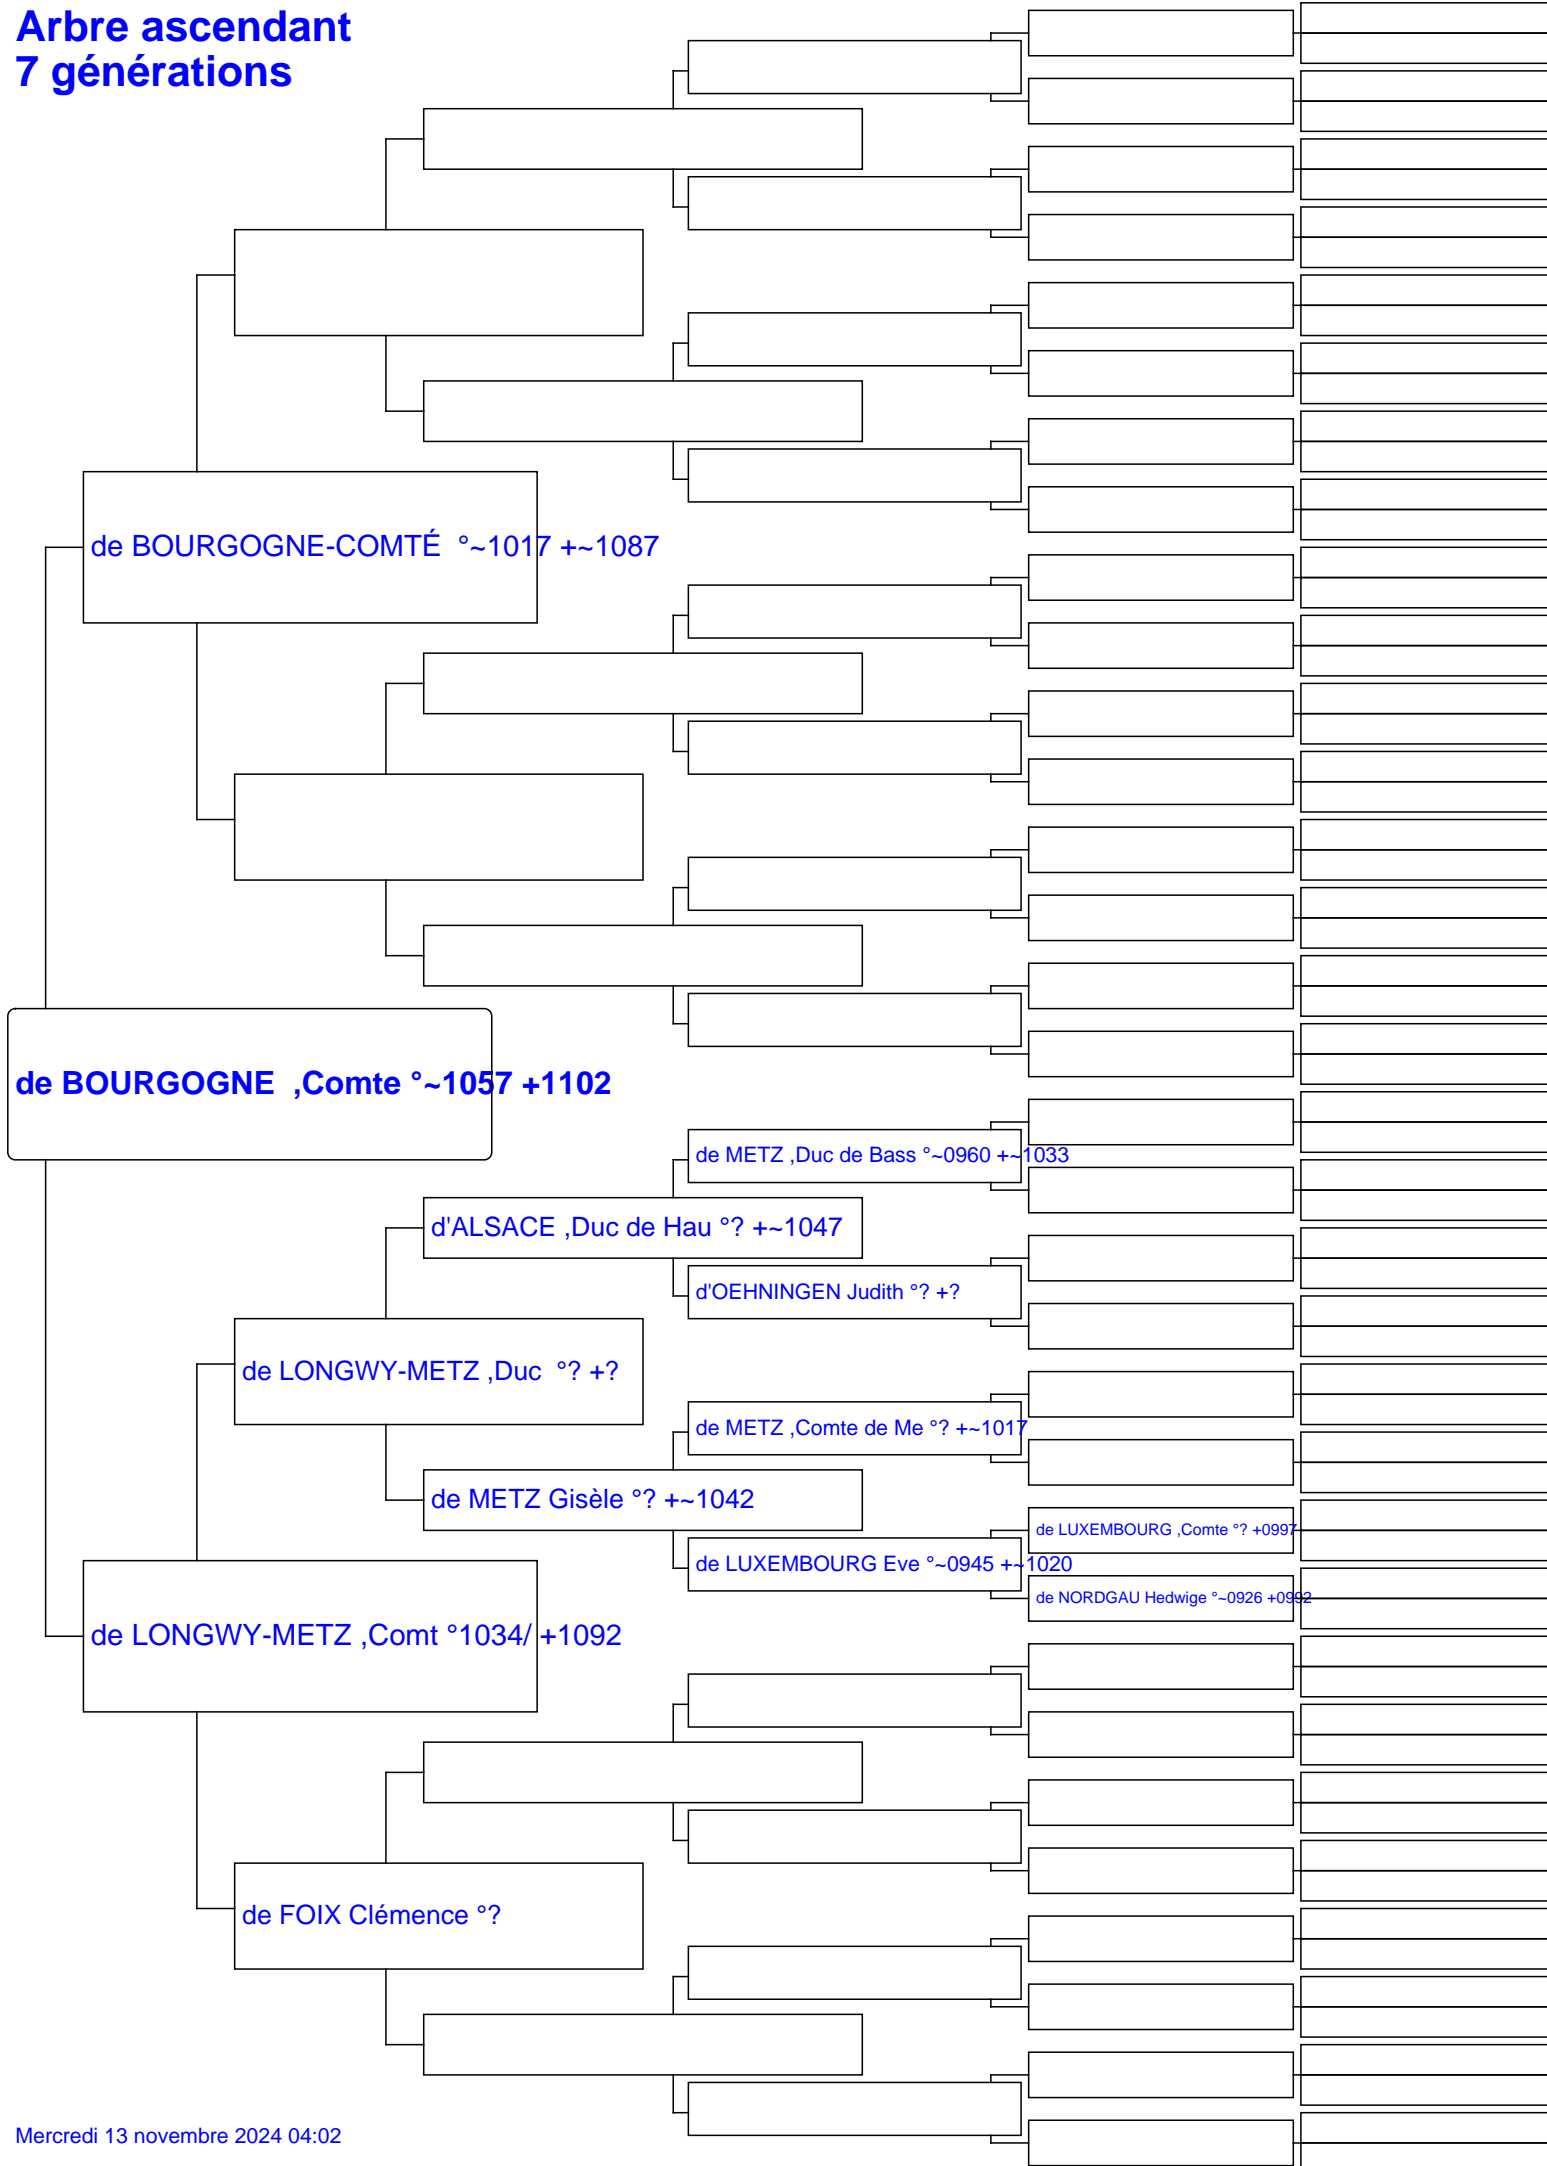 Arbre ascendant
7 générations
de BOURGOGNE-COMTÉ  °~1017 +~1087
de BOURGOGNE  ,Comte °~1057 +1102
de METZ ,Duc de Bass °~0960 +~1033
d'ALSACE ,Duc de Hau °? +~1047
d'OEHNINGEN Judith °? +?
de LONGWY-METZ ,Duc  °? +?
de METZ ,Comte de Me °? +~1017
de METZ Gisèle °? +~1042
de LUXEMBOURG ,Comte °? +0997
de LUXEMBOURG Eve °~0945 +~1020
de NORDGAU Hedwige °~0926 +0992
de LONGWY-METZ ,Comt °1034/ +1092
de FOIX Clémence °?
Mercredi 13 novembre 2024 04:02